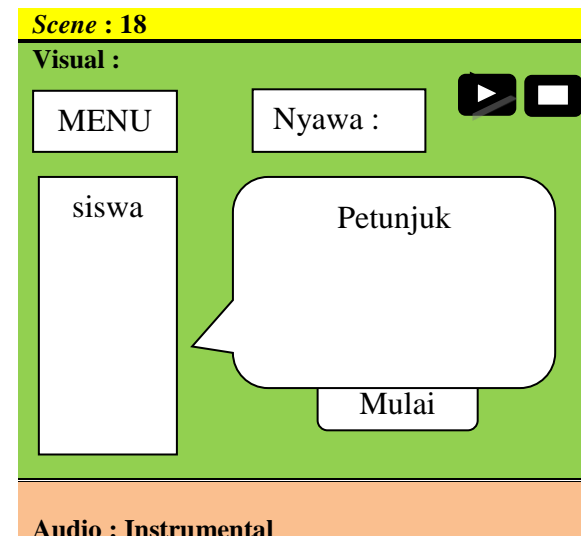 Scene : 18
Visual :
MENU
Nyawa :
siswa
Petunjuk
Mulai
Audio : Instrumental